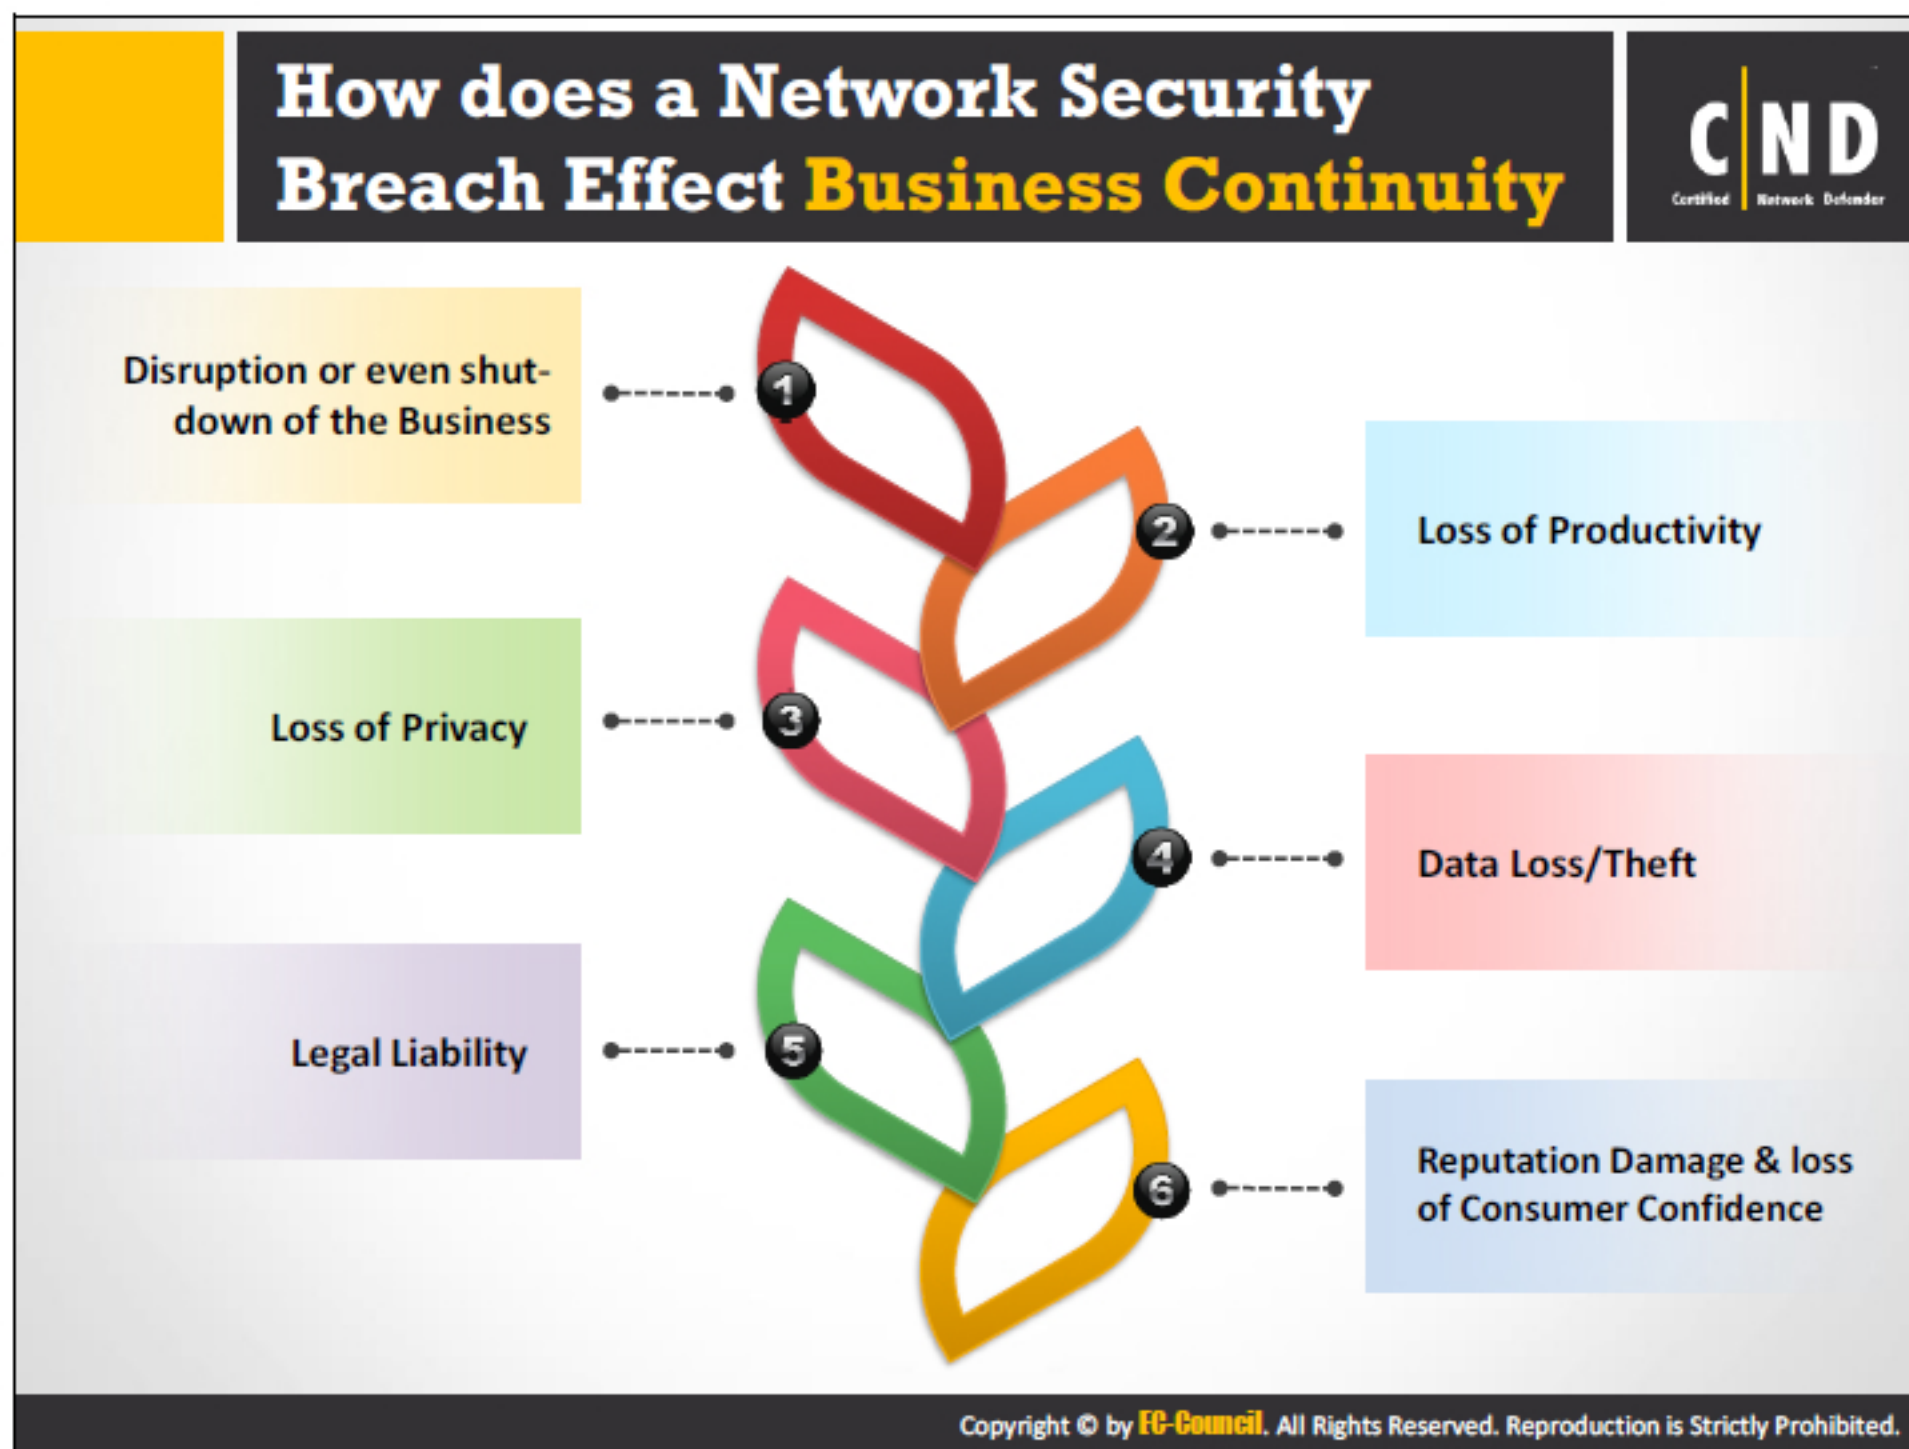 How does a Network Security
Breach Effect Business Continuity
C|ND
Certified Network Defender
Disruption or even shut-
down of the Business
1
2
Loss of Productivity
Loss of Privacy
3
4
Data Loss/Theft
Legal Liability
5
6
Reputation Damage & loss
of Consumer Confidence
Copyright © by EC-Council. All Rights Reserved. Reproduction is Strictly Prohibited.